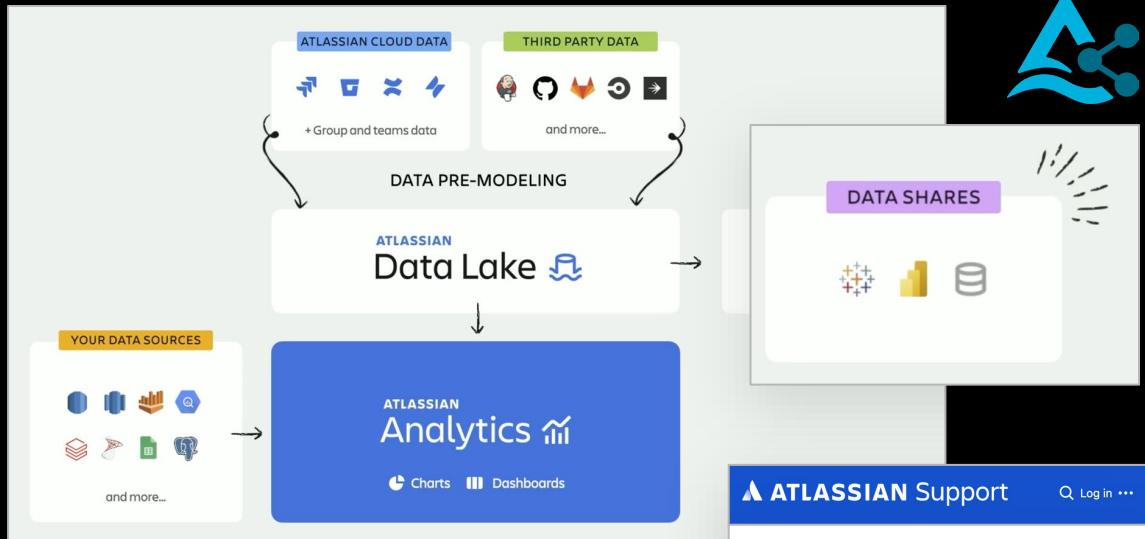 ATLASSIAN CLOUD DATA
THIRD PARTY DATA
+ Group and teams data
and more...
DATA PRE-MODELING
DATA SHARES
ATLASSIAN
Data Lake
YOUR DATA SOURCES
and more...
ATLASSIAN
Analytics
Charts
Dashboards
ATLASSIAN Support
Log in